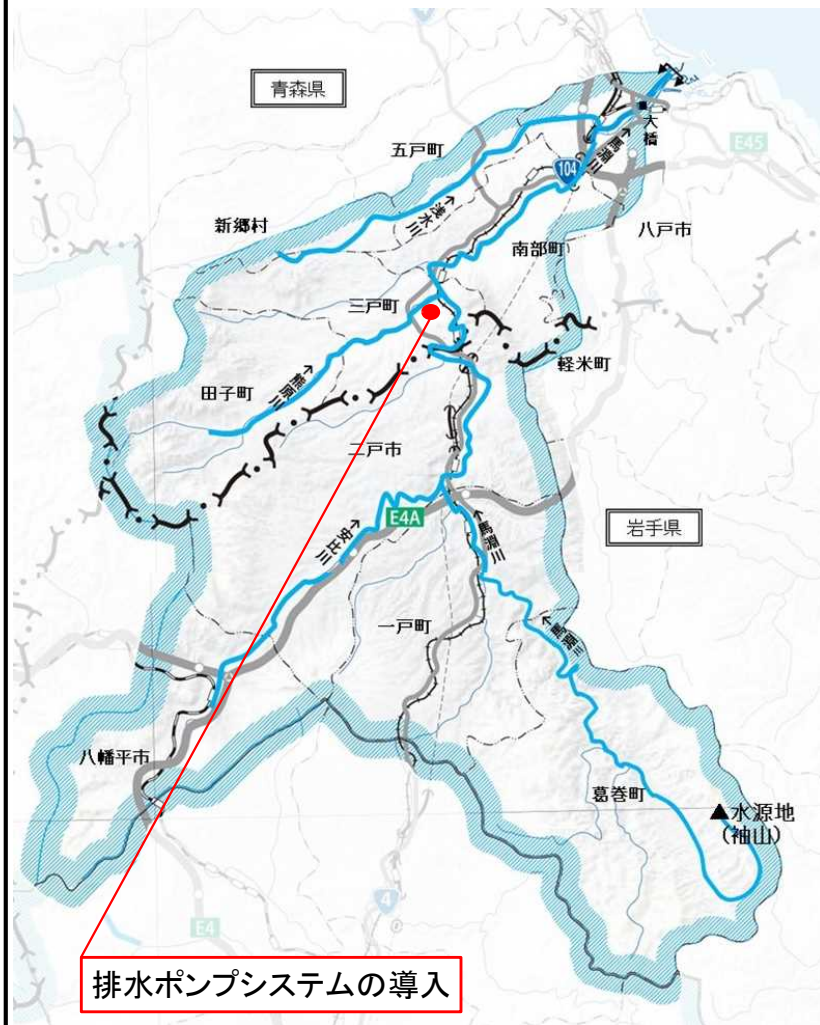 青森県
五戸町
大橋
E45
←馬淵川
104
←浅水川
新郷村
南部町
八戸市
三戸町
←熊原川
田子町
軽米町
二戸市
E4A
←安比川
←馬淵川
岩手県
一戸町
←馬淵川
八幡平市
葛巻町
▲水源地
(袖山)
4
E4
排水ポンプシステムの導入